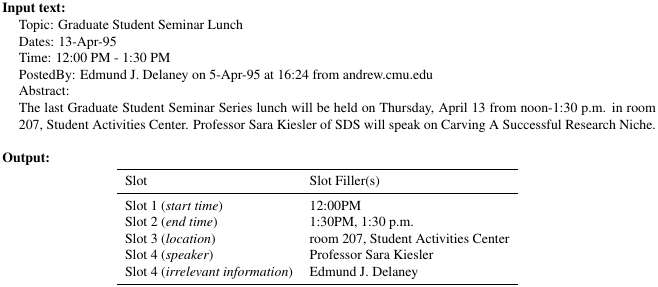 Input text:
Topic: Graduate Student Seminar Lunch
Dates: 13-Apr-95
Time: 12:00 PM - 1:30 PM
PostedBy: Edmund J. Delaney on 5-Apr-95 at 16:24 from andrew.cmu.edu
Abstract:
The last Graduate Student Seminar Series lunch will be held on Thursday, April 13 from noon-1:30 p.m. in room
207, Student Activities Center. Professor Sara Kiesler of SDS will speak on Carving A Successful Research Niche.
Output:
Slot Slot Filler(s)
Slot 1 (start time) 12:00PM
Slot 2 (end time) 1:30PM, 1:30 p.m.
Slot 3 (location) room 207, Student Activities Center
Slot 4 (speaker) Professor Sara Kiesler
Slot 4 (irrelevant information) Edmund J. Delaney